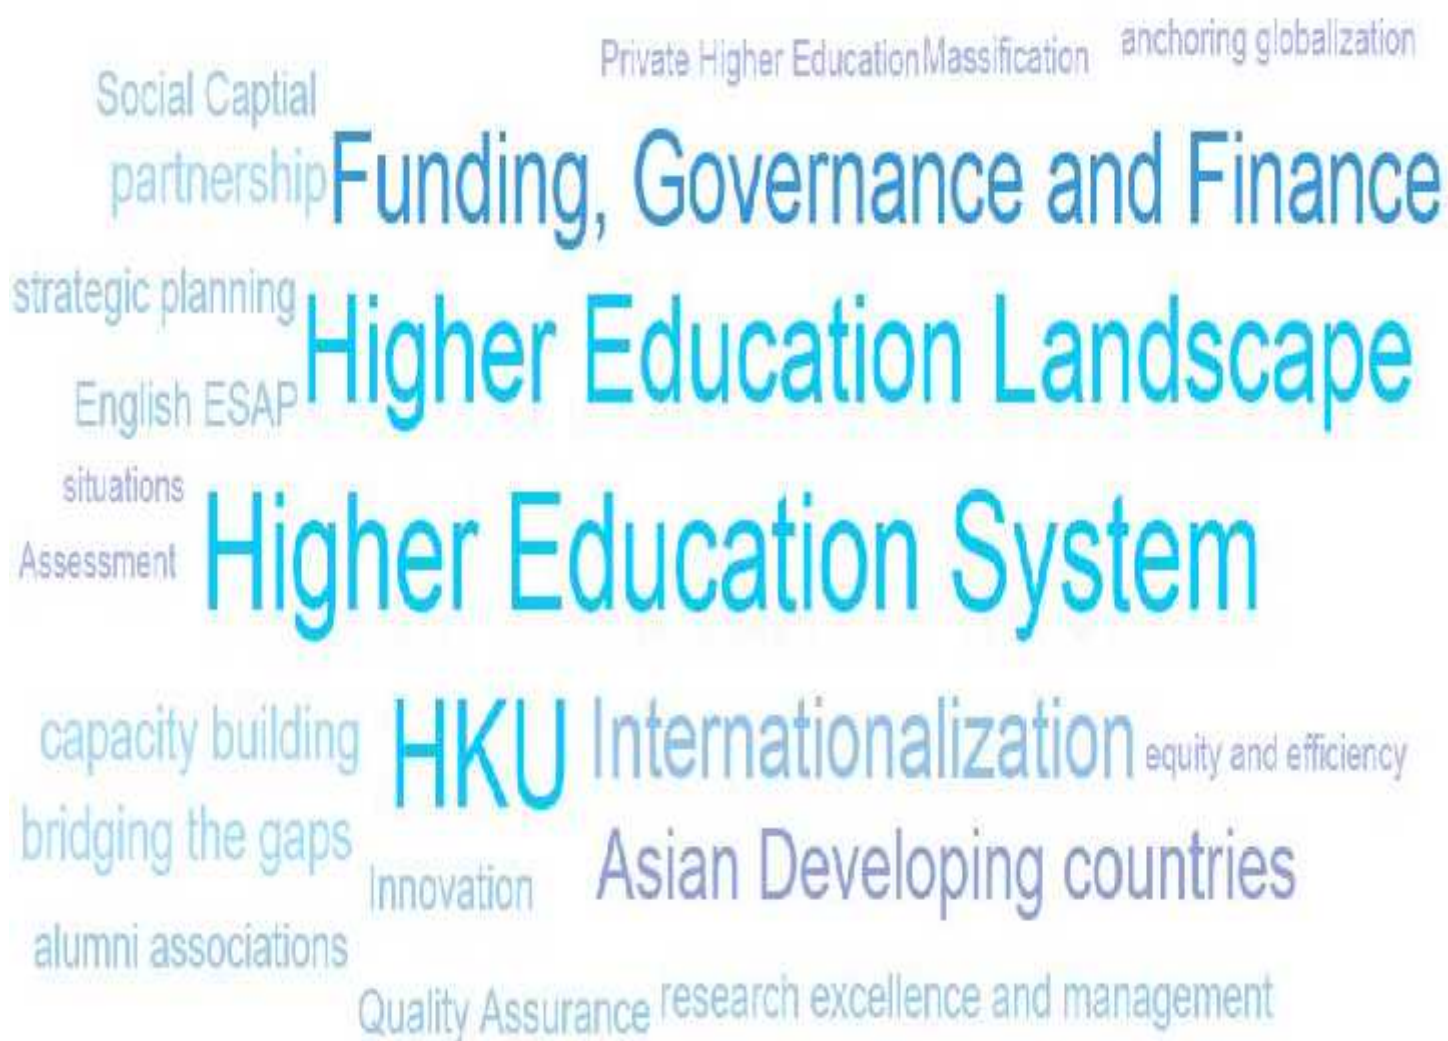 Private Higher Education Massification anchoring globalization
Social Captial
partnership Funding, Governance and Finance
strategic planning
Higher Education Landscape
English ESAP
situations
Higher Education System
Assessment
capacity building HKU Internationalization equity and efficiency
bridging the gaps
Innovation Asian Developing countries
alumni associations
Quality Assurance research excellence and management